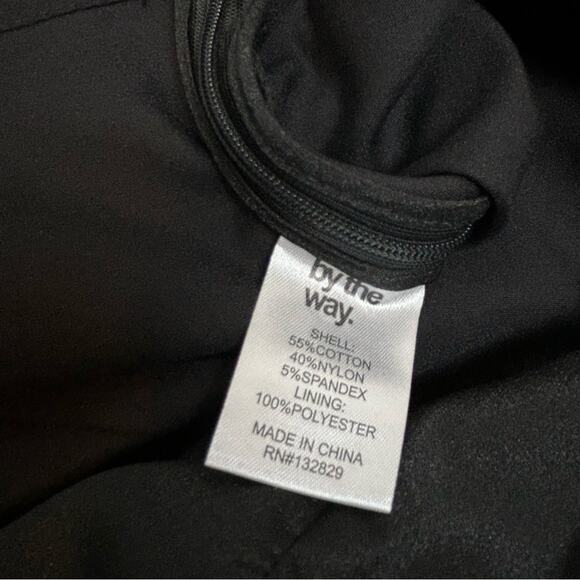 by the
way.
SHELL:
55%COTTON
40%NYLON
5%SPANDEX
LINING:
100%POLYESTER
MADE IN CHINA
RN#132829